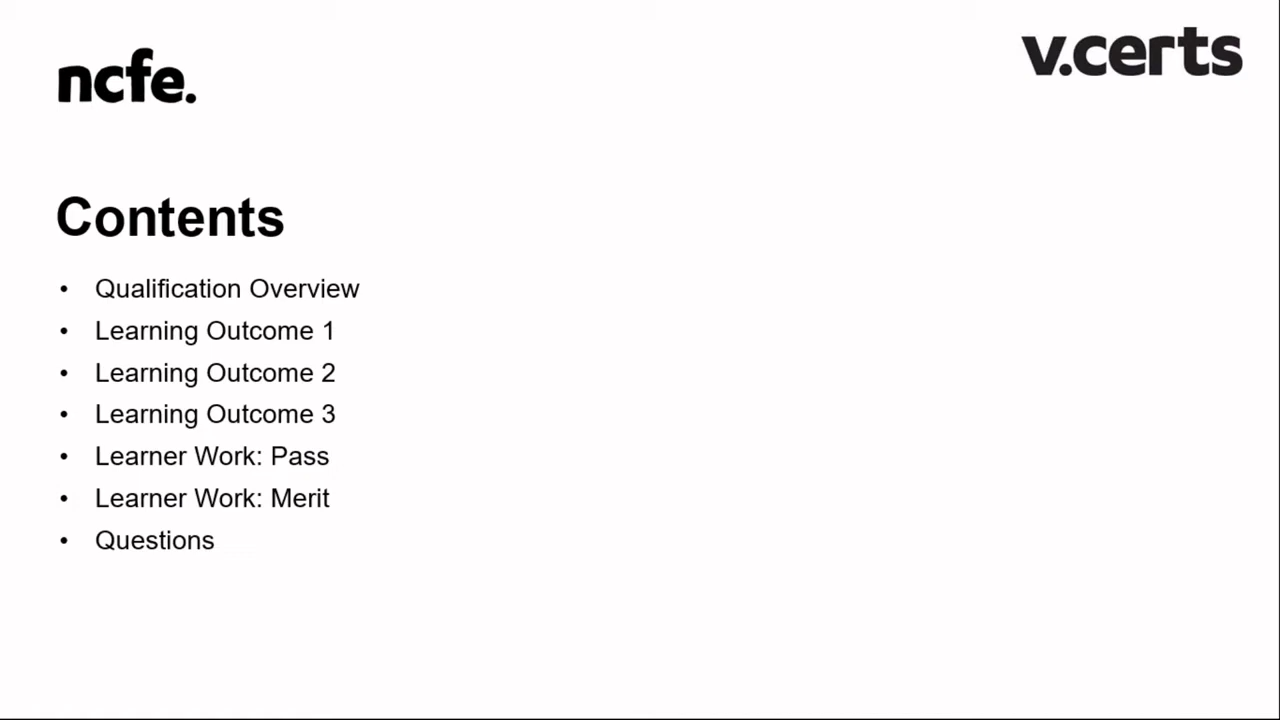 ncfe.
v.certs
Contents
• Qualification Overview
• Learning Outcome 1
• Learning Outcome 2
• Learning Outcome 3
• Learner Work: Pass
• Learner Work: Merit
• Questions